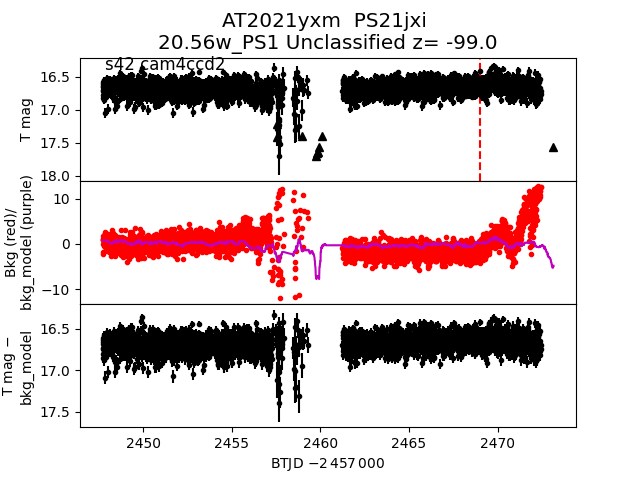 AT2021yxm  PS21jxi
20.56w_PS1 Unclassified z= -99.0
s42 cam4ccd2
T mag
16.5
17.0
17.5
18.0
Bkg (red)/
bkg_model (purple)
10
0
−10
T mag −
bkg_model
16.5
17.0
17.5
2450
2455
2460
2465
2470
BTJD −2 457 000